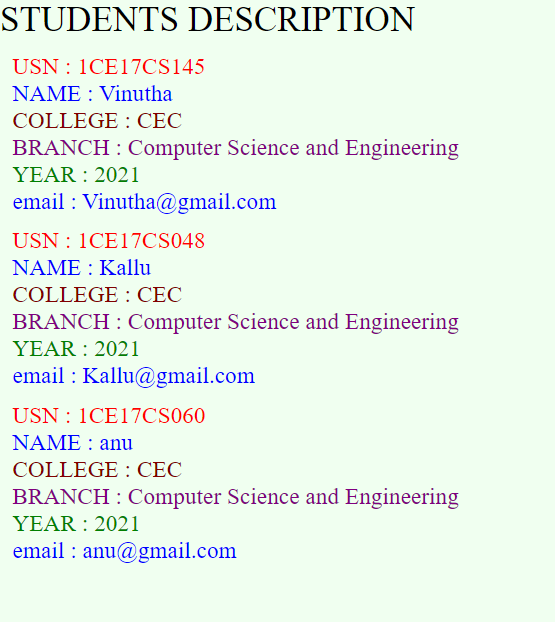 STUDENTS DESCRIPTION
USN : 1CE17CS145
NAME : Vinutha
COLLEGE : CEC
BRANCH : Computer Science and Engineering
YEAR : 2021
email : Vinutha@gmail.com
USN : 1CE17CS048
NAME : Kallu
COLLEGE : CEC
BRANCH : Computer Science and Engineering
YEAR : 2021
email : Kallu@gmail.com
USN : 1CE17CS060
NAME : anu
COLLEGE : CEC
BRANCH : Computer Science and Engineering
YEAR : 2021
email : anu@gmail.com